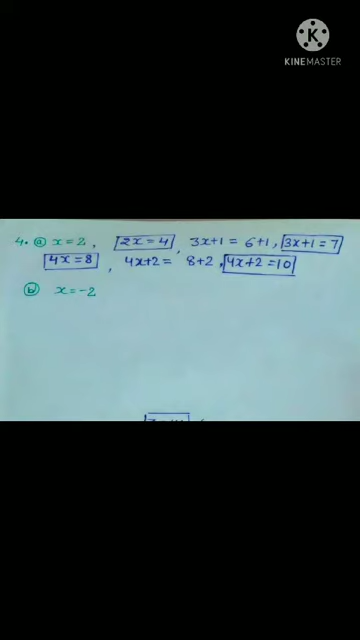 K
KINEMASTER
4. ⓐ x = 2, 2x = 4, 3x+1 = 6+1, 3x+1 = 7
4x = 8, 4x+2 = 8+2, 4x+2 = 10
ⓑ x = -2